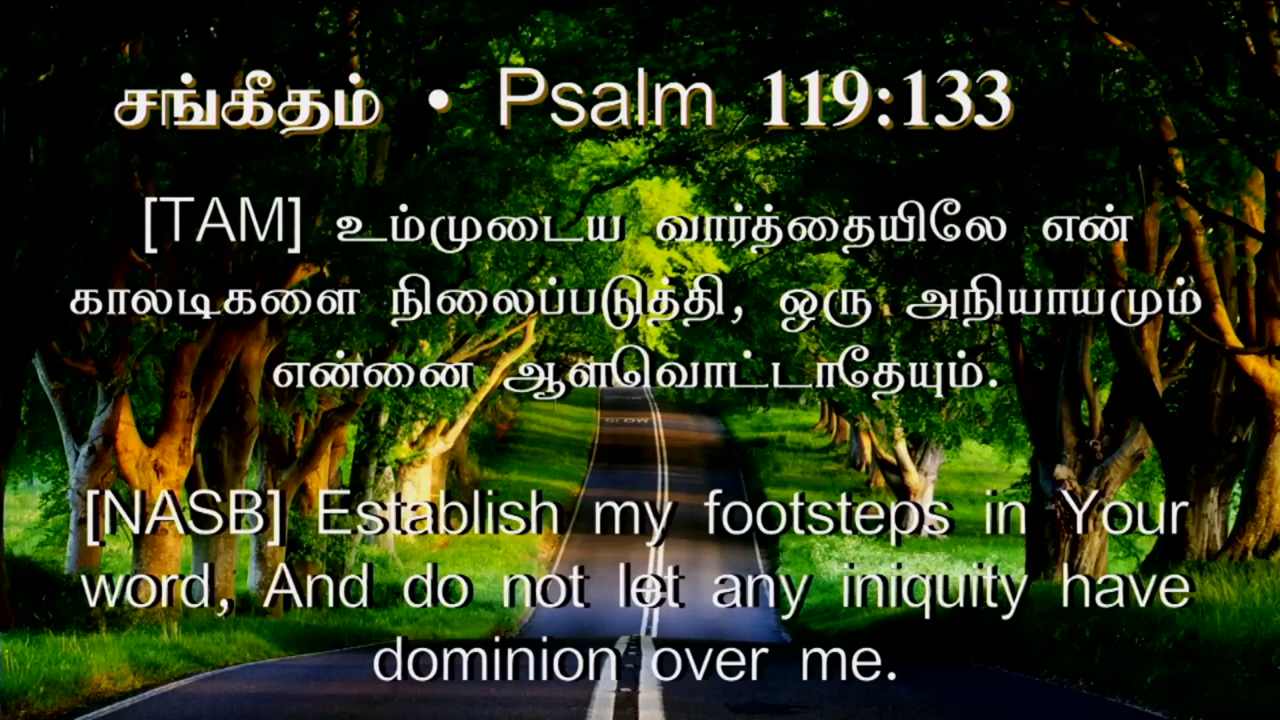 சங்கீதம் • Psalm 119:133
[TAM] உம்முடைய வார்த்தையிலே என்
காலடிகளை நிலைப்படுத்தி, ஒரு அநியாயமும்
என்னை ஆளவொட்டாதேயும்.
[NASB] Establish my footsteps in Your
word, And do not let any iniquity have
dominion over me.